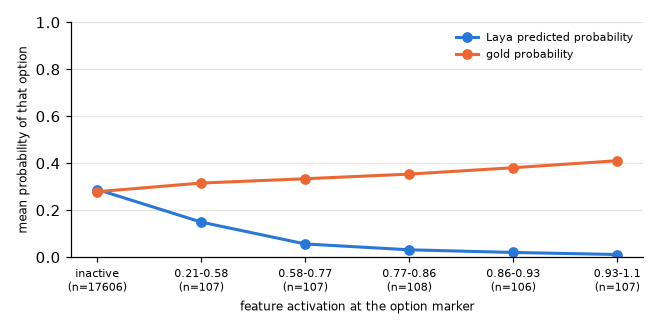 1.0
0.8
0.6
0.4
0.2
0.0
mean probability of that option
Laya predicted probability
gold probability
inactive
(n=17606)
0.21-0.58
(n=107)
0.58-0.77
(n=107)
0.77-0.86
(n=108)
0.86-0.93
(n=106)
0.93-1.1
(n=107)
feature activation at the option marker